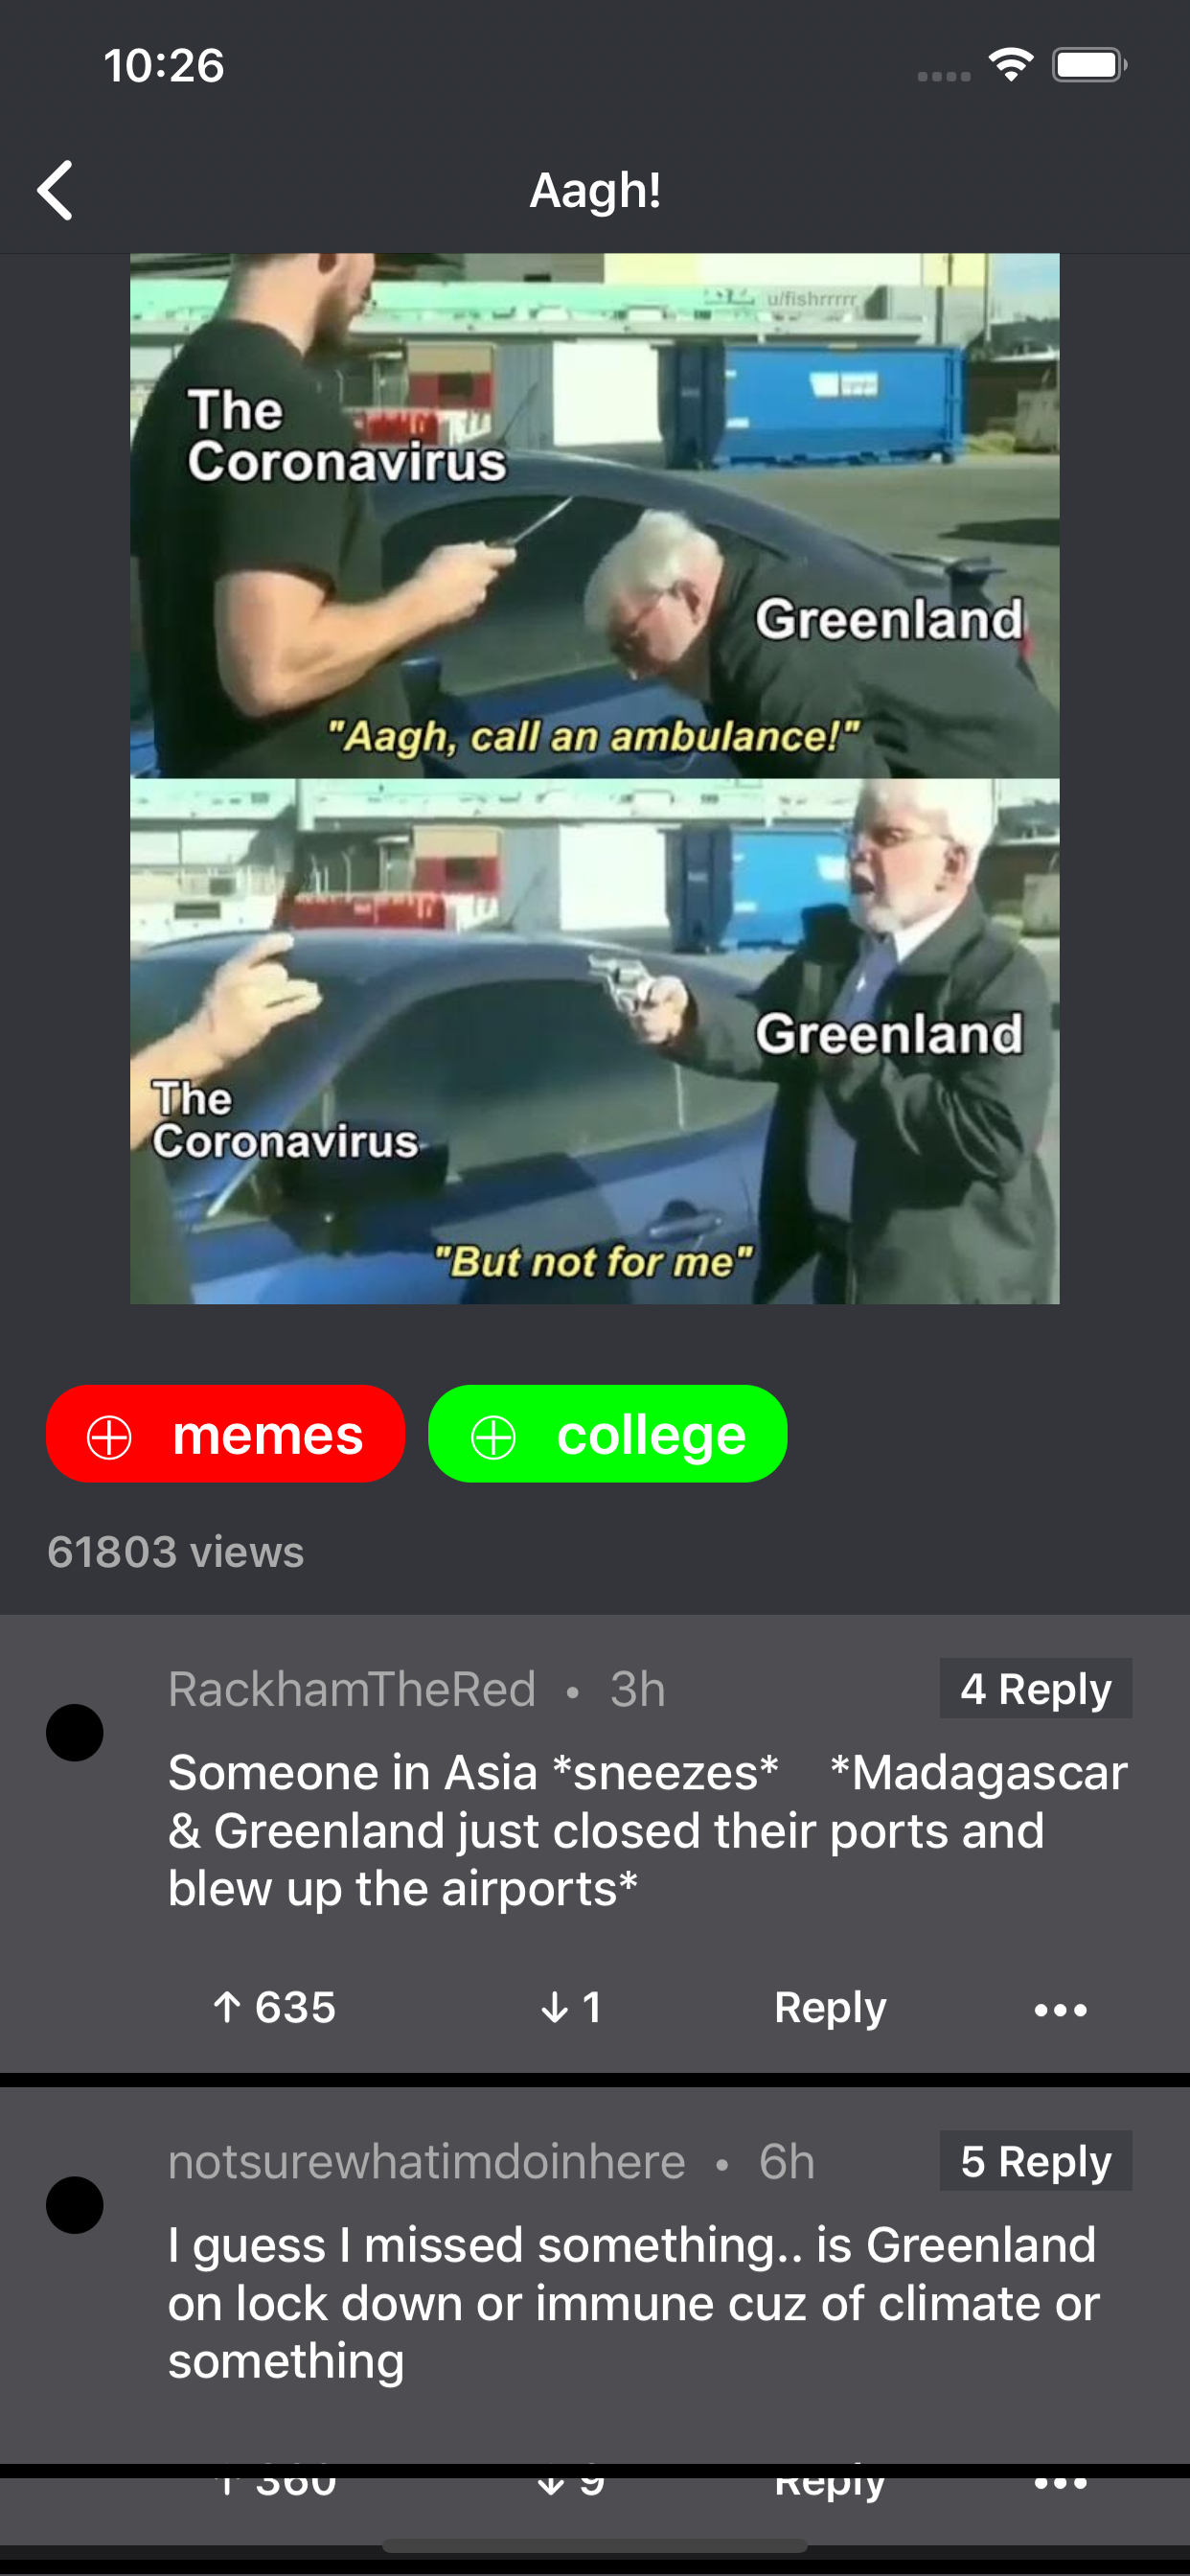 10:26
Aagh!
u/fishrrrrr
The
Coronavirus
Greenland
"Aagh, call an ambulance!"
Greenland
The
Coronavirus
"But not for me"
memes
college
61803 views
RackhamTheRed • 3h
4 Reply
Someone in Asia *sneezes* *Madagascar
& Greenland just closed their ports and
blew up the airports*
↑ 635 ↓ 1 Reply •••
notsurewhatimdoinhere • 6h
5 Reply
I guess I missed something.. is Greenland
on lock down or immune cuz of climate or
something
↑ 360 ↓ 9 Reply •••